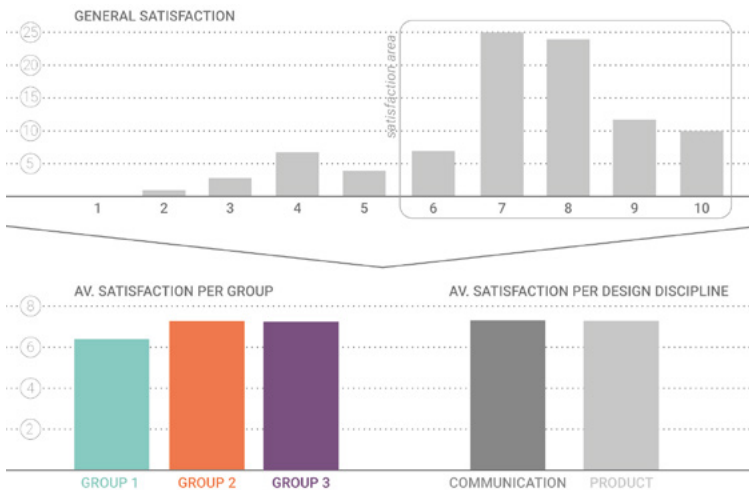 GENERAL SATISFACTION
25
20
15
10
5
satisfaction area
1 2 3 4 5 6 7 8 9 10
AV. SATISFACTION PER GROUP
AV. SATISFACTION PER DESIGN DISCIPLINE
8
6
4
2
GROUP 1 GROUP 2 GROUP 3
COMMUNICATION PRODUCT